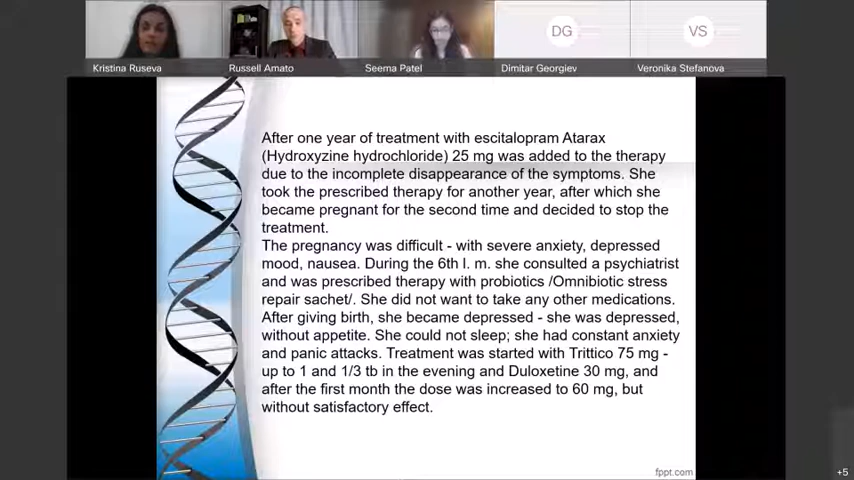 DG
VS
Kristina Ruseva
Russell Amato
Seema Patel
Dimitar Georgiev
Veronika Stefanova
After one year of treatment with escitalopram Atarax
(Hydroxyzine hydrochloride) 25 mg was added to the therapy
due to the incomplete disappearance of the symptoms. She
took the prescribed therapy for another year, after which she
became pregnant for the second time and decided to stop the
treatment.
The pregnancy was difficult - with severe anxiety, depressed
mood, nausea. During the 6th l. m. she consulted a psychiatrist
and was prescribed therapy with probiotics /Omnibiotic stress
repair sachet/. She did not want to take any other medications.
After giving birth, she became depressed - she was depressed,
without appetite. She could not sleep; she had constant anxiety
and panic attacks. Treatment was started with Trittico 75 mg -
up to 1 and 1/3 tb in the evening and Duloxetine 30 mg, and
after the first month the dose was increased to 60 mg, but
without satisfactory effect.
fppt.com
+5